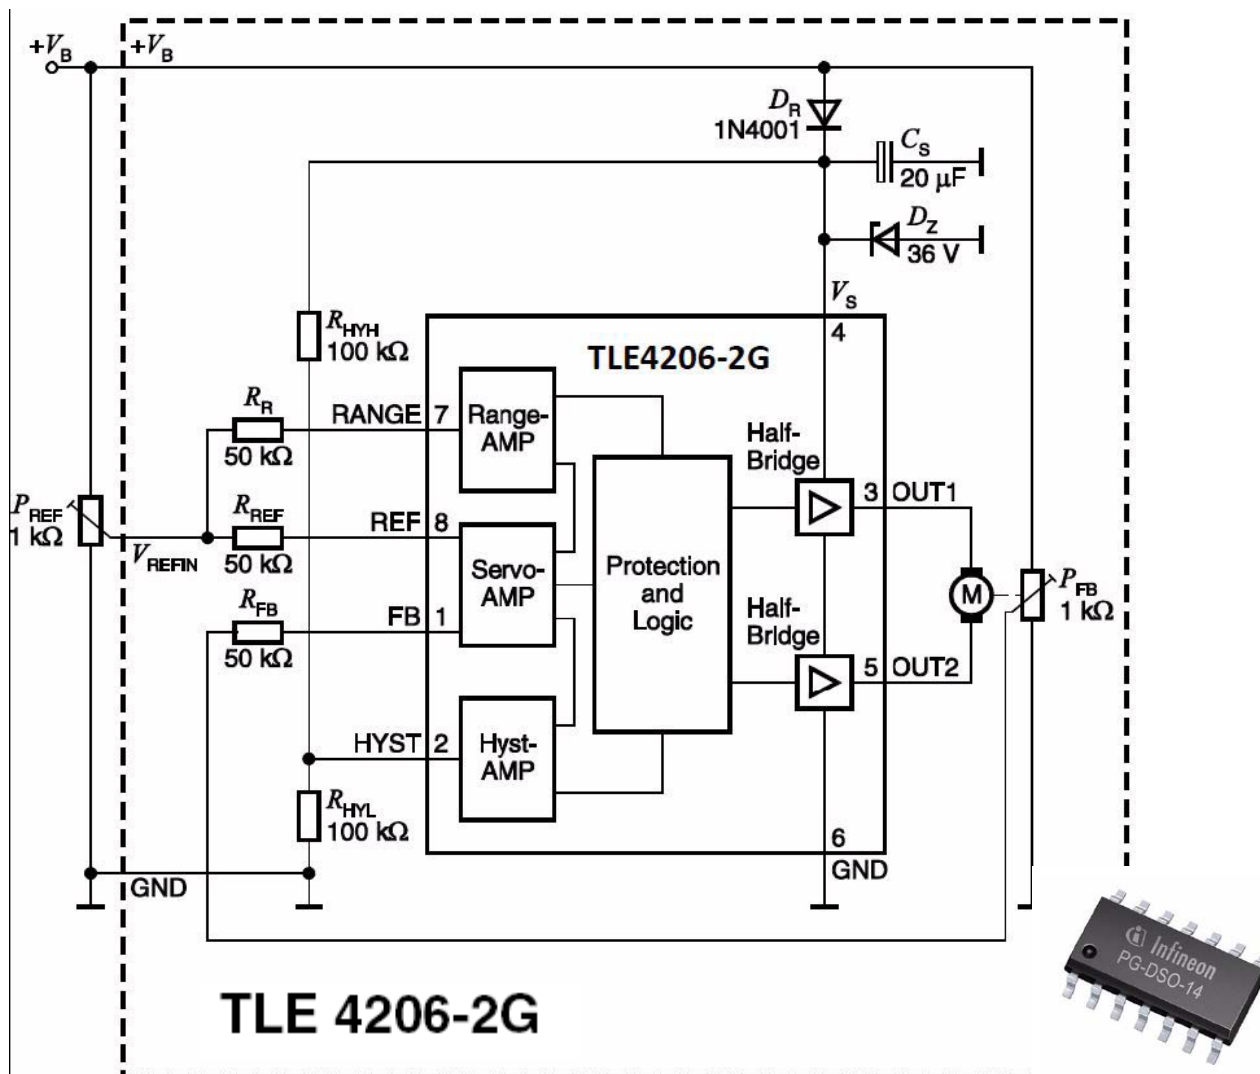 +VB
+VB
DR
1N4001
CS
20 µF
DZ
36 V
VS
4
RHYH
100 kΩ
TLE4206-2G
RR
50 kΩ
RANGE 7
Range-
AMP
Half-
Bridge
3 OUT1
PREF
1 kΩ
VREFIN
RREF
50 kΩ
REF 8
Servo-
AMP
Protection
and
Logic
M
PFB
1 kΩ
RFB
50 kΩ
FB 1
Half-
Bridge
5 OUT2
HYST 2
Hyst-
AMP
RHYL
100 kΩ
6
GND
GND
TLE 4206-2G
Infineon
PG-DSO-14